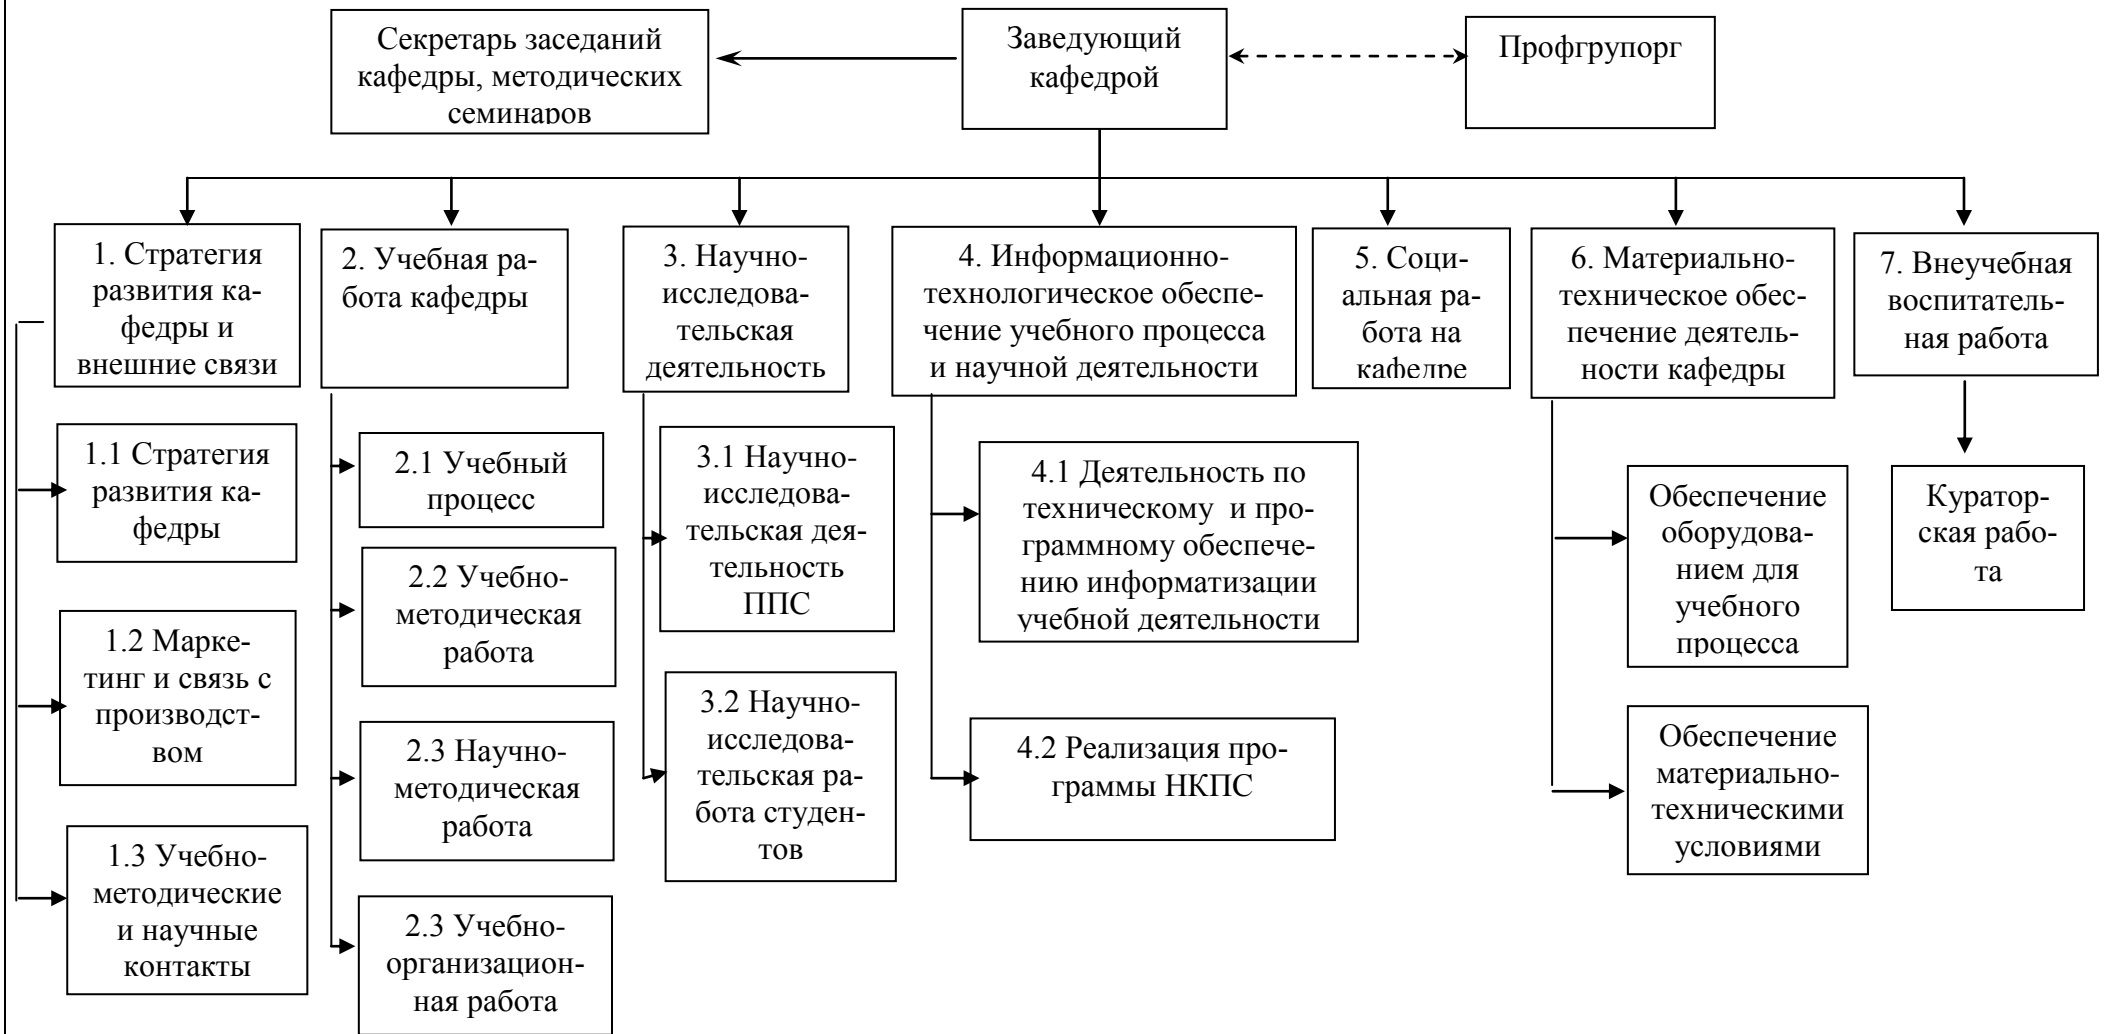 Секретарь заседаний
кафедры, методических
семинаров
Заведующий
кафедрой
Профгрупорг
1. Стратегия
развития ка-
федры и
внешние связи
2. Учебная ра-
бота кафедры
3. Научно-
исследова-
тельская
деятельность
4. Информационно-
технологическое обеспе-
чение учебного процесса
и научной деятельности
5. Соци-
альная ра-
бота на
кафедре
6. Материально-
техническое обес-
печение деятель-
ности кафедры
7. Внеучебная
воспитатель-
ная работа
1.1 Стратегия
развития ка-
федры
1.2 Марке-
тинг и связь с
производст-
вом
1.3 Учебно-
методические
и научные
контакты
2.1 Учебный
процесс
2.2 Учебно-
методическая
работа
2.3 Научно-
методическая
работа
2.3 Учебно-
организацион-
ная работа
3.1 Научно-
исследова-
тельская дея-
тельность
ППС
3.2 Научно-
исследова-
тельская ра-
бота студен-
тов
4.1 Деятельность по
техническому и про-
граммному обеспече-
нию информатизации
учебной деятельности
4.2 Реализация про-
граммы НКПС
Обеспечение
оборудова-
нием для
учебного
процесса
Обеспечение
материально-
техническими
условиями
Куратор-
ская рабо-
та